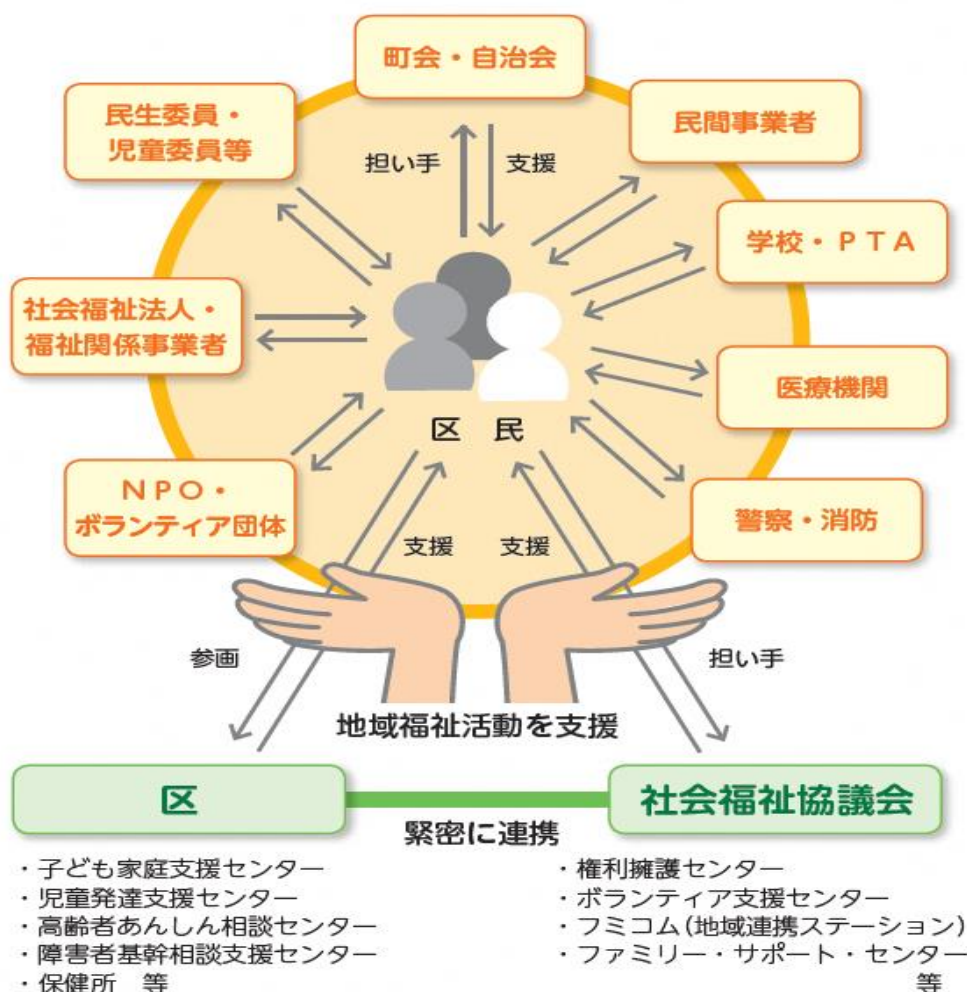 町会・自治会
民生委員・
児童委員等
民間事業者
担い手
支援
学校・PTA
社会福祉法人・
福祉関係事業者
医療機関
区 民
NPO・
ボランティア団体
警察・消防
支援
支援
参画
担い手
地域福祉活動を支援
区
社会福祉協議会
緊密に連携
・子ども家庭支援センター
・児童発達支援センター
・高齢者あんしん相談センター
・障害者基幹相談支援センター
・保健所 等
・権利擁護センター
・ボランティア支援センター
・フミコム(地域連携ステーション)
・ファミリー・サポート・センター
等